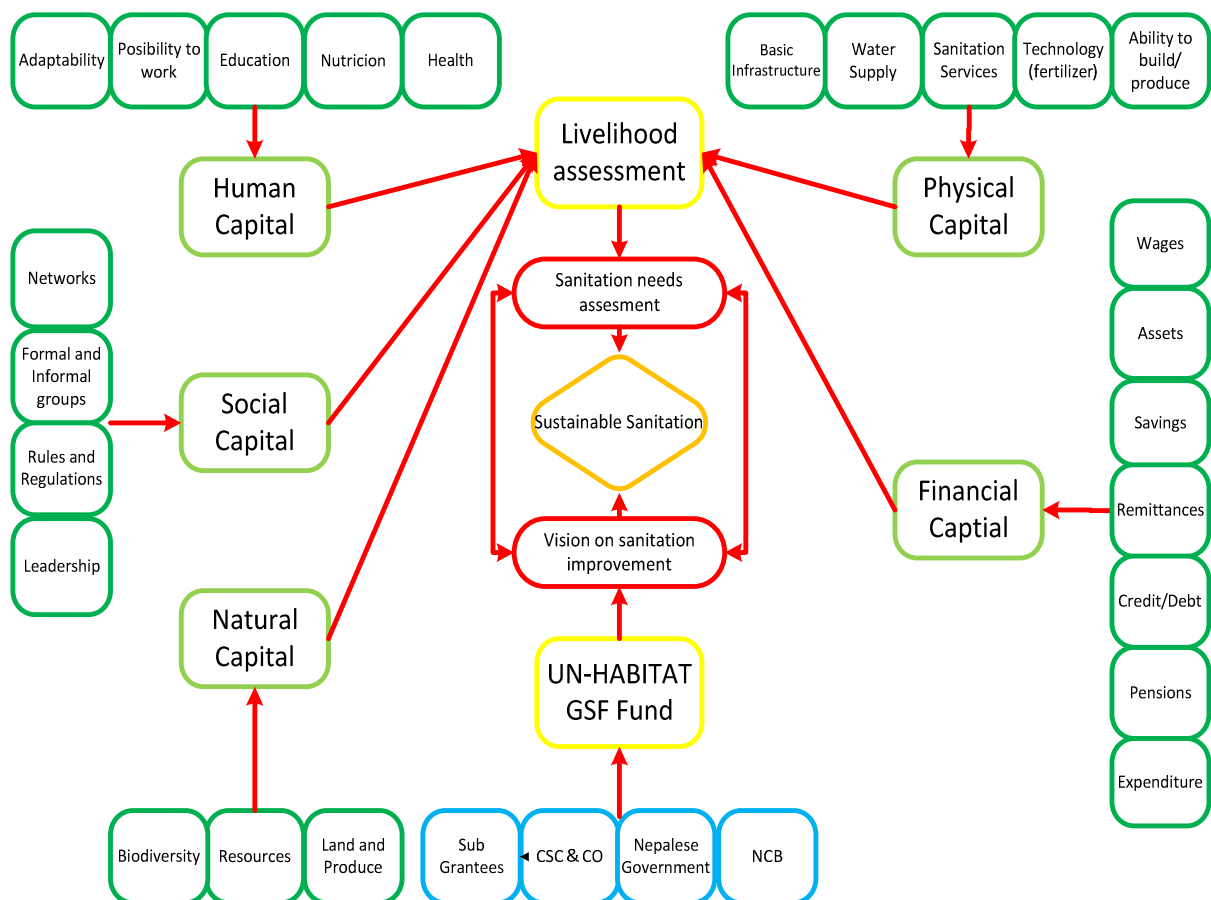 Adaptability
Posibility to
work
Education
Nutricion
Health
Basic
Infrastructure
Water
Supply
Sanitation
Services
Technology
(fertilizer)
Ability to
build/
produce
Livelihood
assessment
Human
Capital
Physical
Capital
Networks
Formal and
Informal
groups
Rules and
Regulations
Leadership
Social
Capital
Natural
Capital
Sanitation needs
assesment
Sustainable Sanitation
Vision on sanitation
improvement
UN-HABITAT
GSF Fund
Financial
Captial
Wages
Assets
Savings
Remittances
Credit/Debt
Pensions
Expenditure
Biodiversity
Resources
Land and
Produce
Sub
Grantees
CSC & CO
Nepalese
Government
NCB